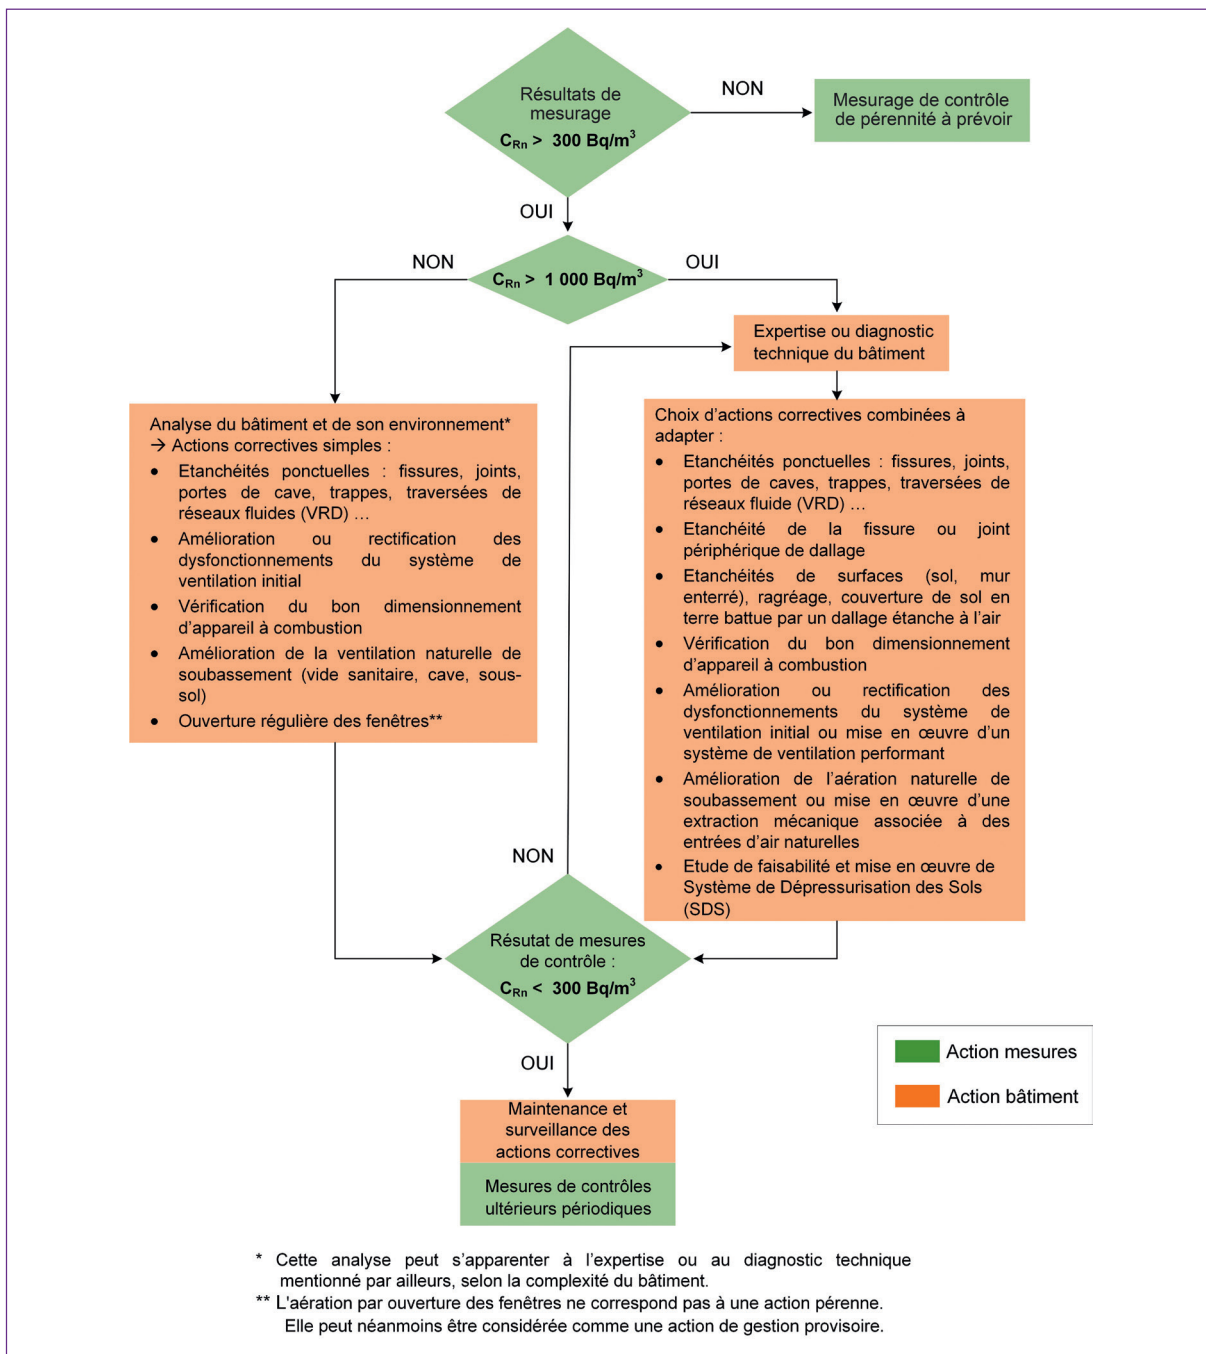 Résultats de
mesurage
C_Rn > 300 Bq/m³
NON
Mesurage de contrôle
de pérennité à prévoir
OUI
C_Rn > 1 000 Bq/m³
NON
OUI
Expertise ou diagnostic
technique du bâtiment
Analyse du bâtiment et de son environnement*
→ Actions correctives simples :
• Etanchéités ponctuelles : fissures, joints,
portes de cave, trappes, traversées de
réseaux fluides (VRD) …
• Amélioration ou rectification des
dysfonctionnements du système de
ventilation initial
• Vérification du bon dimensionnement
d’appareil à combustion
• Amélioration de la ventilation naturelle de
soubassement (vide sanitaire, cave, sous-
sol)
• Ouverture régulière des fenêtres**
Choix d’actions correctives combinées à
adapter :
• Etanchéités ponctuelles : fissures, joints,
portes de caves, trappes, traversées de
réseaux fluide (VRD) …
• Etanchéité de la fissure ou joint
périphérique de dallage
• Etanchéités de surfaces (sol, mur
enterré), ragréage, couverture de sol en
terre battue par un dallage étanche à l’air
• Vérification du bon dimensionnement
d’appareil à combustion
• Amélioration ou rectification des
dysfonctionnements du système de
ventilation initial ou mise en œuvre d’un
système de ventilation performant
• Amélioration de l’aération naturelle de
soubassement ou mise en œuvre d’une
extraction mécanique associée à des
entrées d’air naturelles
• Etude de faisabilité et mise en œuvre de
Système de Dépressurisation des Sols
(SDS)
NON
Résutat de mesures
de contrôle :
C_Rn < 300 Bq/m³
OUI
Maintenance et
surveillance des
actions correctives
Mesures de contrôles
ultérieurs périodiques
Action mesures
Action bâtiment
* Cette analyse peut s’apparenter à l’expertise ou au diagnostic technique
mentionné par ailleurs, selon la complexité du bâtiment.
** L'aération par ouverture des fenêtres ne correspond pas à une action pérenne.
Elle peut néanmoins être considérée comme une action de gestion provisoire.